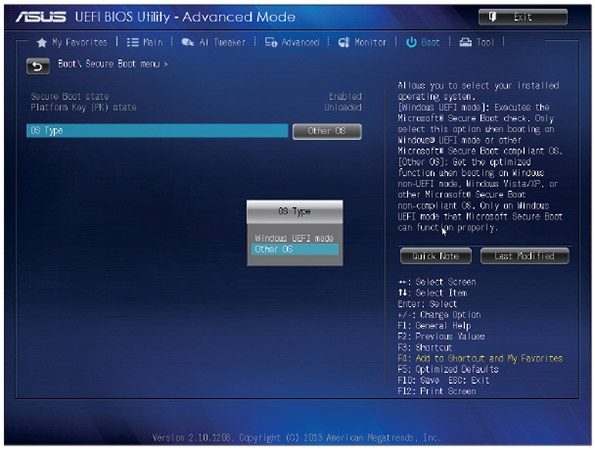 ASUS UEFI BIOS Utility - Advanced Mode
Exit
My Favorites | Main | Ai Tweaker | Advanced | Monitor | Boot | Tool
Boot\ Secure Boot menu >
Secure Boot state Enabled
Platform Key (PK) state Unloaded
OS Type Other OS
OS Type
Windows UEFI mode
Other OS
Allows you to select your installed
operating system.
[Windows UEFI mode]: Executes the
Microsoft® Secure Boot check. Only
select this option when booting on
Windows® UEFI mode or other
Microsoft® Secure Boot compliant OS.
[Other OS]: Get the optimized
function when booting on Windows
non-UEFI mode, Windows Vista/XP, or
other Microsoft® Secure Boot
non-compliant OS. Only on Windows
UEFI mode that Microsoft Secure Boot
can function properly.
Quick Note Last Modified
→←: Select Screen
↑↓: Select Item
Enter: Select
+/-: Change Option
F1: General Help
F2: Previous Values
F3: Shortcut
F4: Add to Shortcut and My Favorites
F5: Optimized Defaults
F10: Save ESC: Exit
F12: Print Screen
Version 2.10.1208. Copyright (C) 2013 American Megatrends, Inc.